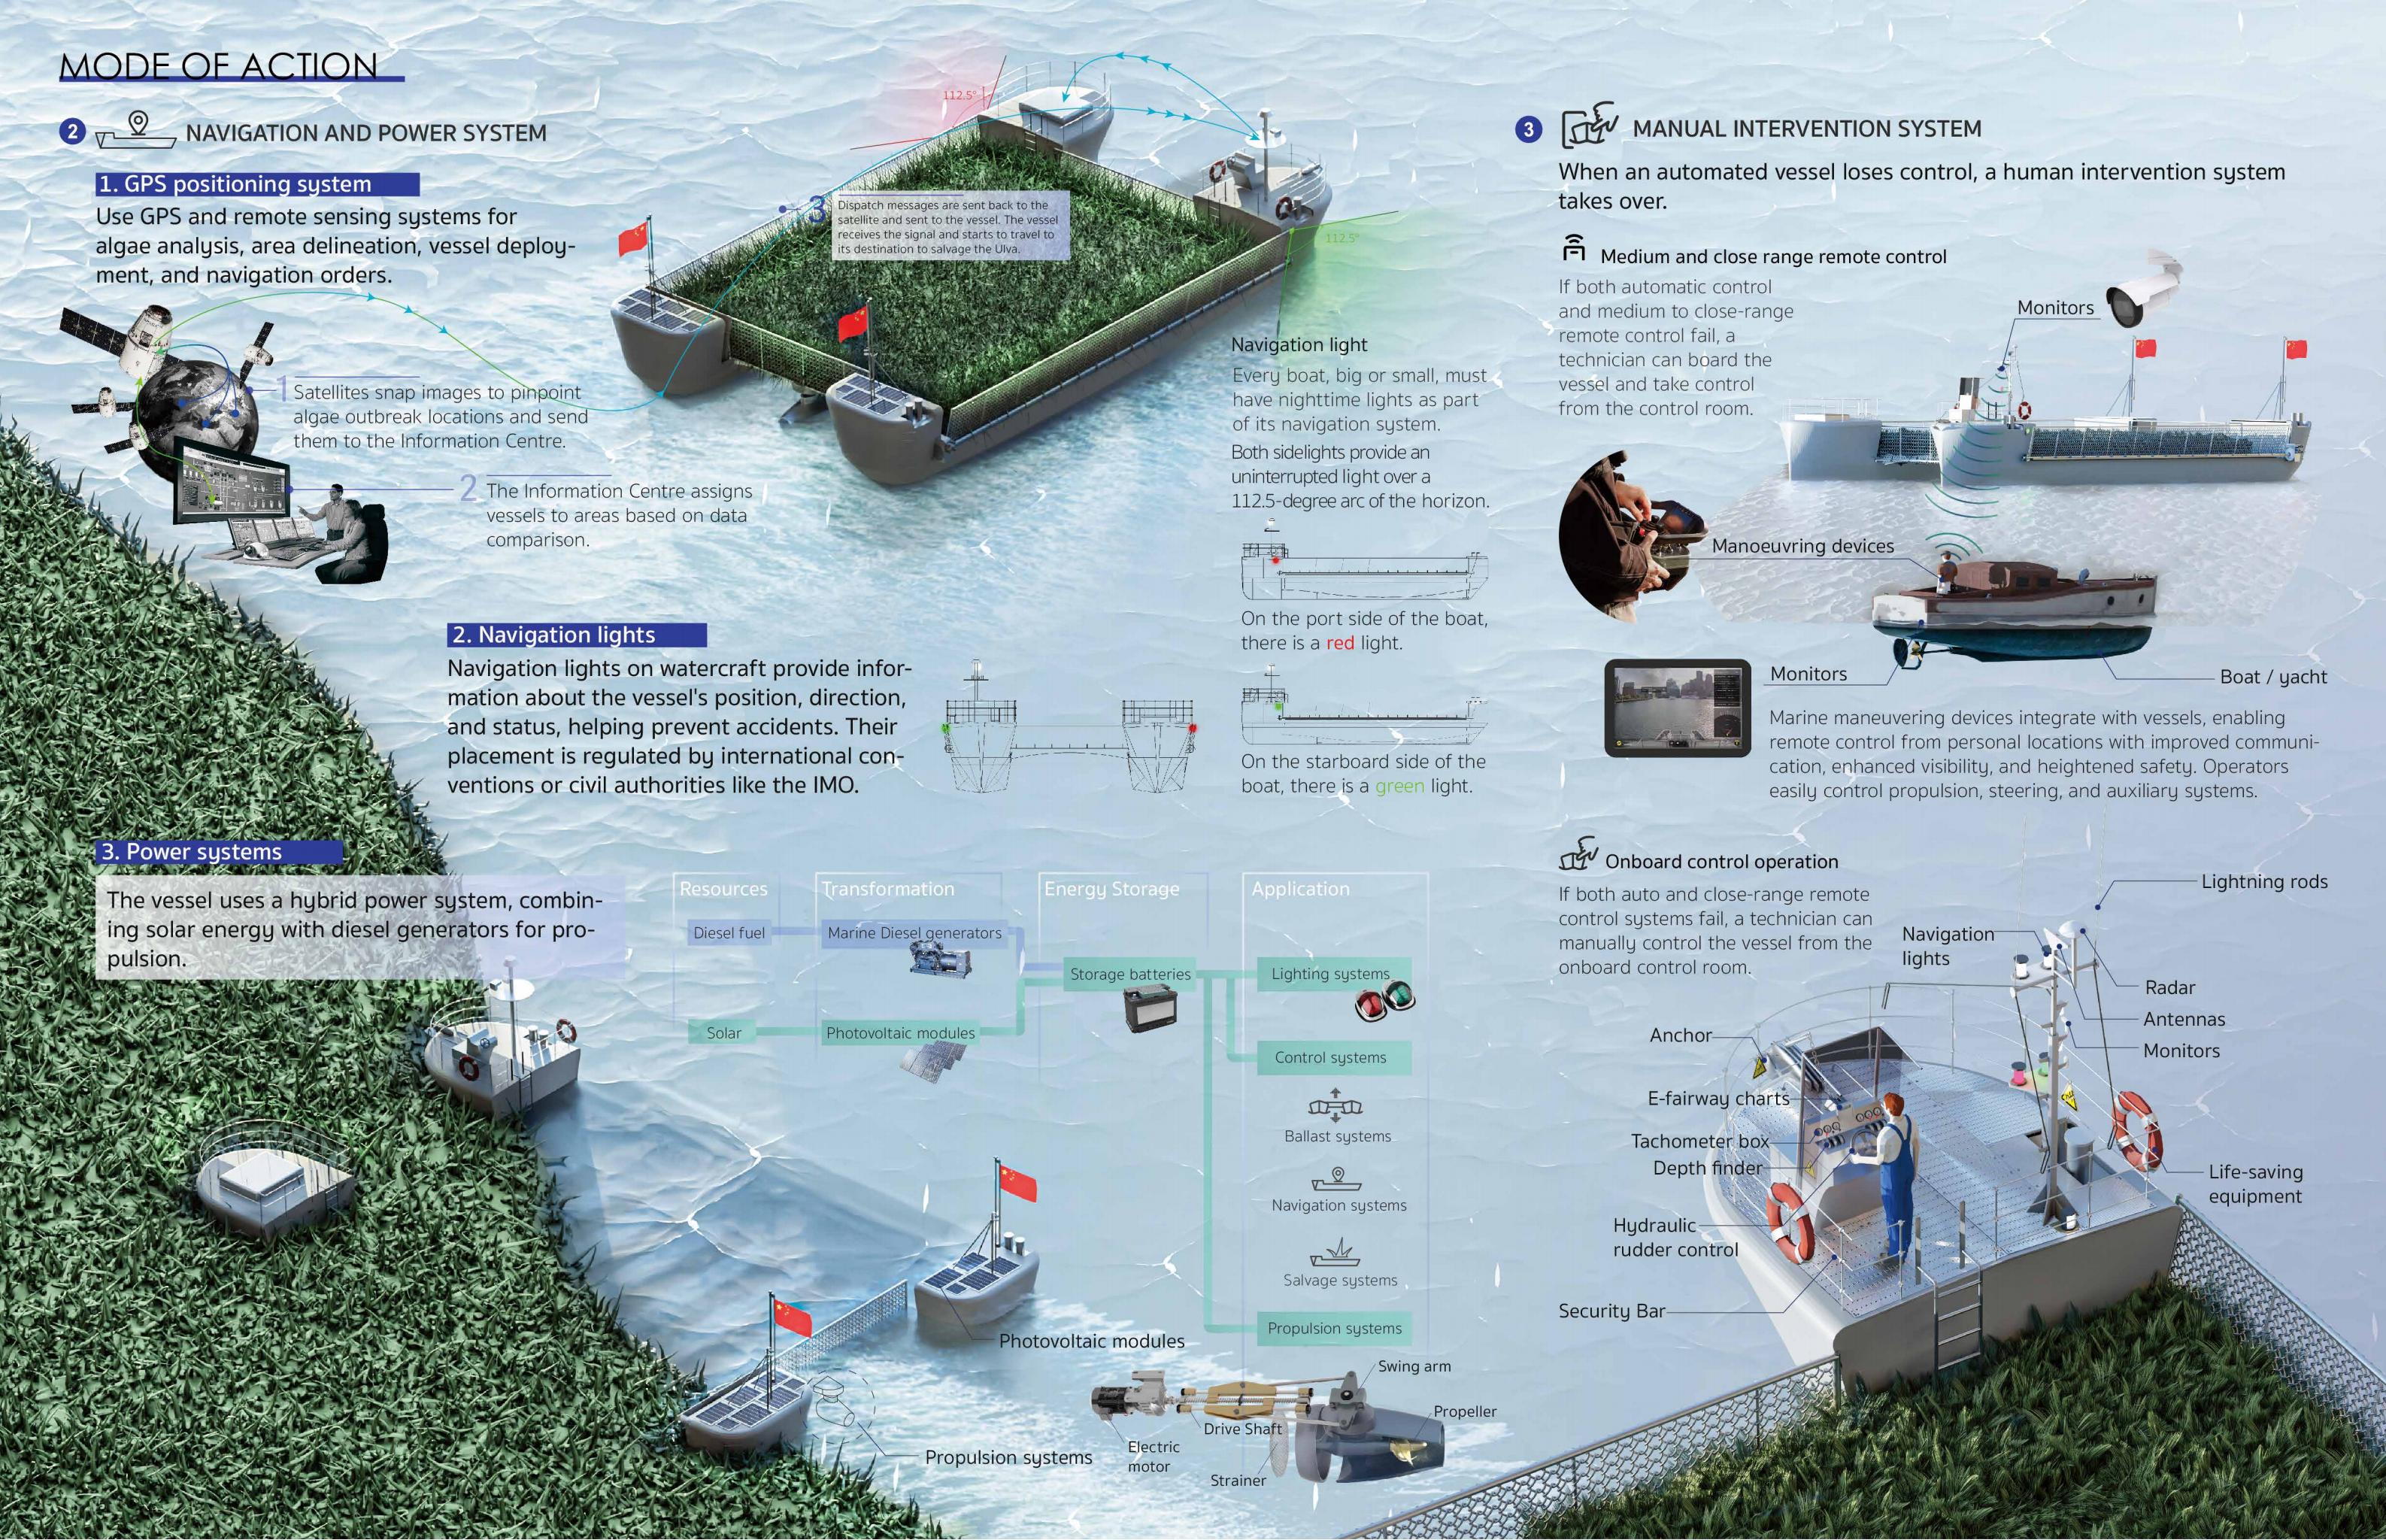 MODE OF ACTION
2 NAVIGATION AND POWER SYSTEM
1. GPS positioning system
Use GPS and remote sensing systems for
algae analysis, area delineation, vessel deploy-
ment, and navigation orders.
1 Satellites snap images to pinpoint
algae outbreak locations and send
them to the Information Centre.
2 The Information Centre assigns
vessels to areas based on data
comparison.
3 Dispatch messages are sent back to the
satellite and sent to the vessel. The vessel
receives the signal and starts to travel to
its destination to salvage the Ulva.
112.5°
112.5°
Navigation light
Every boat, big or small, must
have nighttime lights as part
of its navigation system.
Both sidelights provide an
uninterrupted light over a
112.5-degree arc of the horizon.
On the port side of the boat,
there is a red light.
On the starboard side of the
boat, there is a green light.
2. Navigation lights
Navigation lights on watercraft provide infor-
mation about the vessel's position, direction,
and status, helping prevent accidents. Their
placement is regulated by international con-
ventions or civil authorities like the IMO.
3. Power systems
The vessel uses a hybrid power system, combin-
ing solar energy with diesel generators for pro-
pulsion.
Resources
Transformation
Energy Storage
Application
Diesel fuel
Marine Diesel generators
Storage batteries
Lighting systems
Solar
Photovoltaic modules
Control systems
Ballast systems
Navigation systems
Salvage systems
Propulsion systems
Photovoltaic modules
Propulsion systems
Swing arm
Propeller
Drive Shaft
Electric
motor
Strainer
3 MANUAL INTERVENTION SYSTEM
When an automated vessel loses control, a human intervention system
takes over.
Medium and close range remote control
If both automatic control
and medium to close-range
remote control fail, a
technician can board the
vessel and take control
from the control room.
Monitors
Manoeuvring devices
Monitors
Boat / yacht
Marine maneuvering devices integrate with vessels, enabling
remote control from personal locations with improved communi-
cation, enhanced visibility, and heightened safety. Operators
easily control propulsion, steering, and auxiliary systems.
Onboard control operation
If both auto and close-range remote
control systems fail, a technician can
manually control the vessel from the
onboard control room.
Lightning rods
Navigation
lights
Radar
Antennas
Monitors
Anchor
E-fairway charts
Tachometer box
Depth finder
Life-saving
equipment
Hydraulic
rudder control
Security Bar